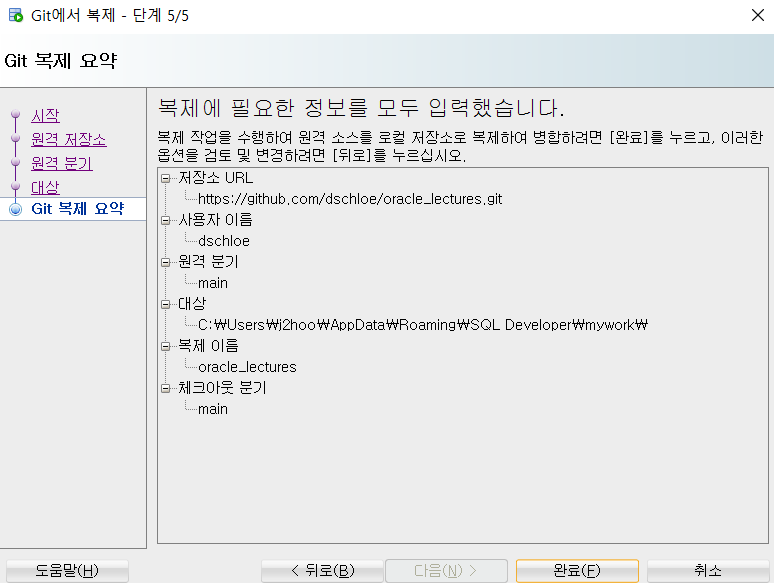 Git에서 복제 - 단계 5/5
Git 복제 요약
시작
원격 저장소
원격 분기
대상
Git 복제 요약
복제에 필요한 정보를 모두 입력했습니다.
복제 작업을 수행하여 원격 소스를 로컬 저장소로 복제하여 병합하려면 [완료]를 누르고, 이러한
옵션을 검토 및 변경하려면 [뒤로]를 누르십시오.
저장소 URL
https://github.com/dschloe/oracle_lectures.git
사용자 이름
dschloe
원격 분기
main
대상
C:₩Users₩j2hoo₩AppData₩Roaming₩SQL Developer₩mywork₩
복제 이름
oracle_lectures
체크아웃 분기
main
도움말(H)
< 뒤로(B)
다음(N) >
완료(F)
취소